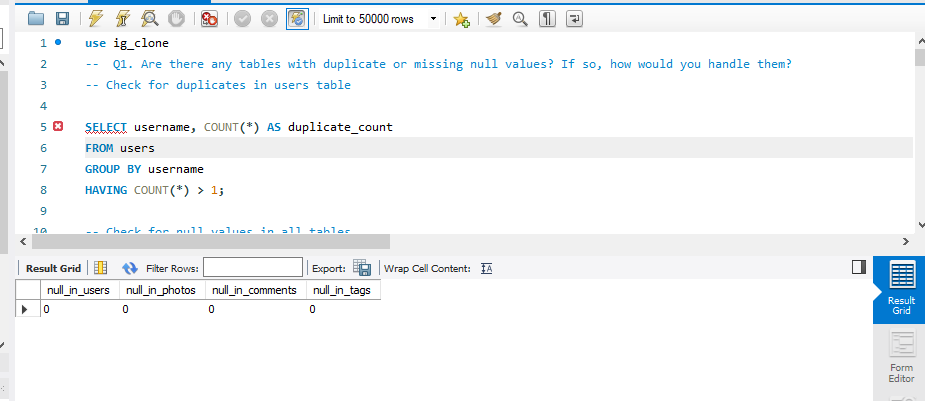 Limit to 50000 rows
1 use ig_clone
2 -- Q1. Are there any tables with duplicate or missing null values? If so, how would you handle them?
3 -- Check for duplicates in users table
4
5 SELECT username, COUNT(*) AS duplicate_count
6 FROM users
7 GROUP BY username
8 HAVING COUNT(*) > 1;
9
10 -- Check for null values in all tables
Result Grid Filter Rows: Export: Wrap Cell Content: IA
null_in_users null_in_photos null_in_comments null_in_tags
0 0 0 0
Result
Grid
Form
Editor